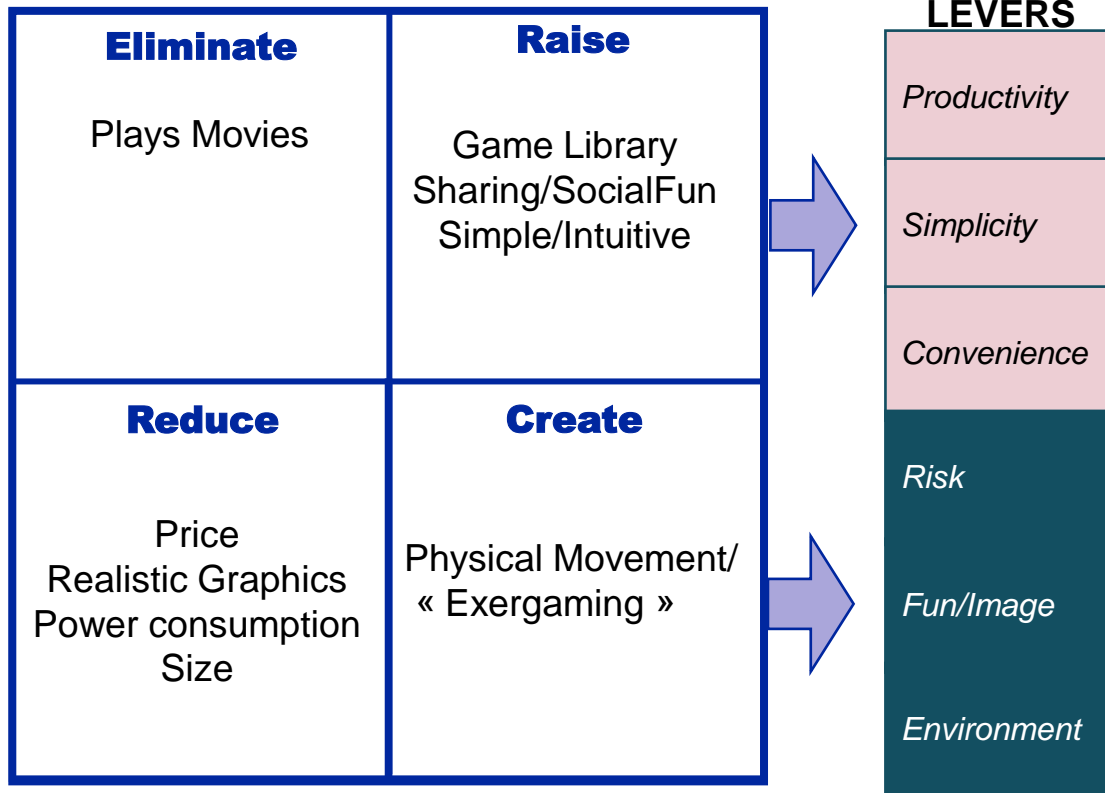 LEVERS
Eliminate
Plays Movies
Raise
Game Library
Sharing/SocialFun
Simple/Intuitive
Reduce
Price
Realistic Graphics
Power consumption
Size
Create
Physical Movement/
« Exergaming »
Productivity
Simplicity
Convenience
Risk
Fun/Image
Environment